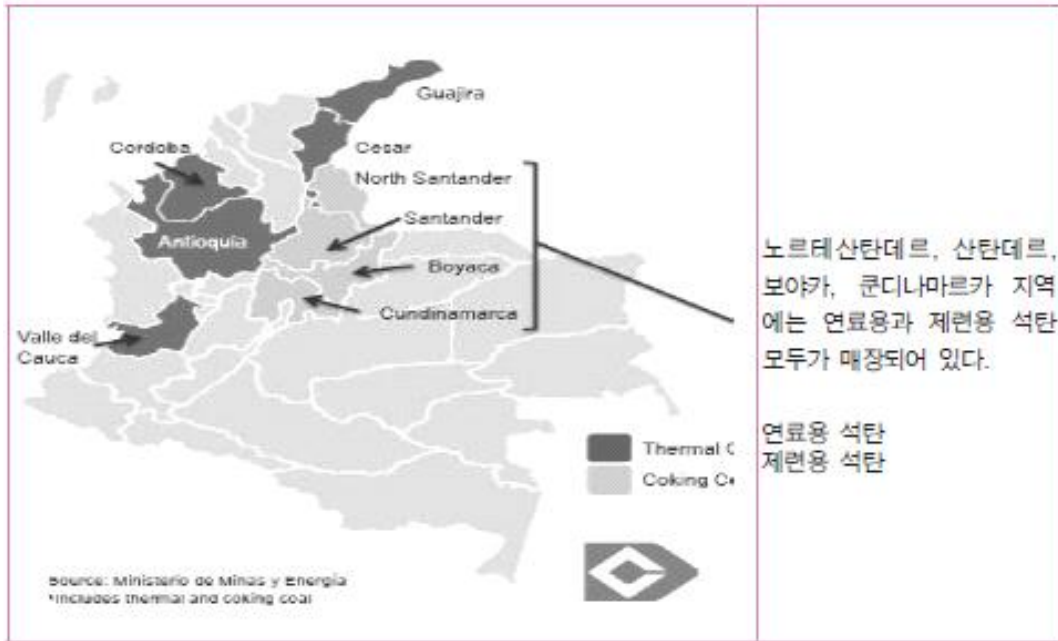 Guajira
Cordoba
Cesar
North Santander
Santander
Antioquia
Boyaca
Cundinamarca
Valle del
Cauca
Thermal C
Coking C
Source: Ministerio de Minas y Energía
*Includes thermal and coking coal
노르테산탄데르, 산탄데르,
보야카, 쿤디나마르카 지역
에는 연료용과 제련용 석탄
모두가 매장되어 있다.
연료용 석탄
제련용 석탄